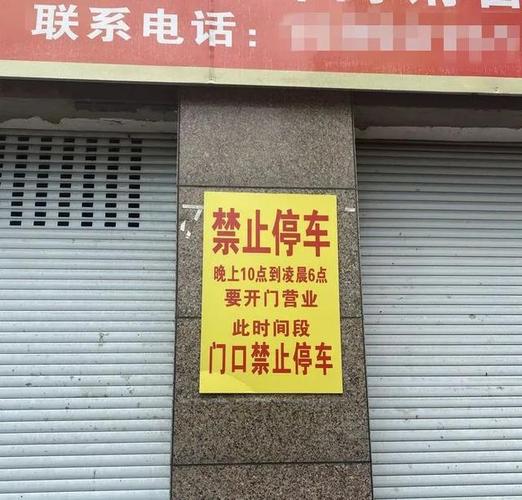 联系电话：
禁止停车
晚上10点到凌晨6点
要开门营业
此时间段
门口禁止停车